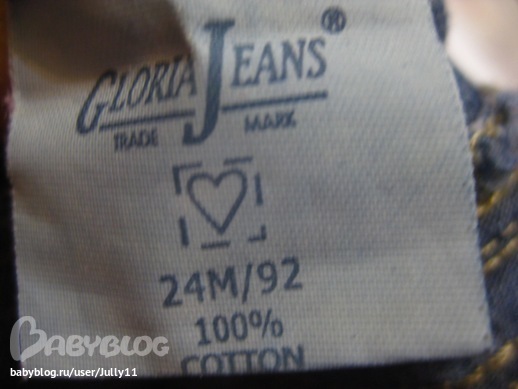 GLORIA JEANS®
TRADE MARK
24M/92
100%
COTTON
BABYBLOG
babyblog.ru/user/Jully11